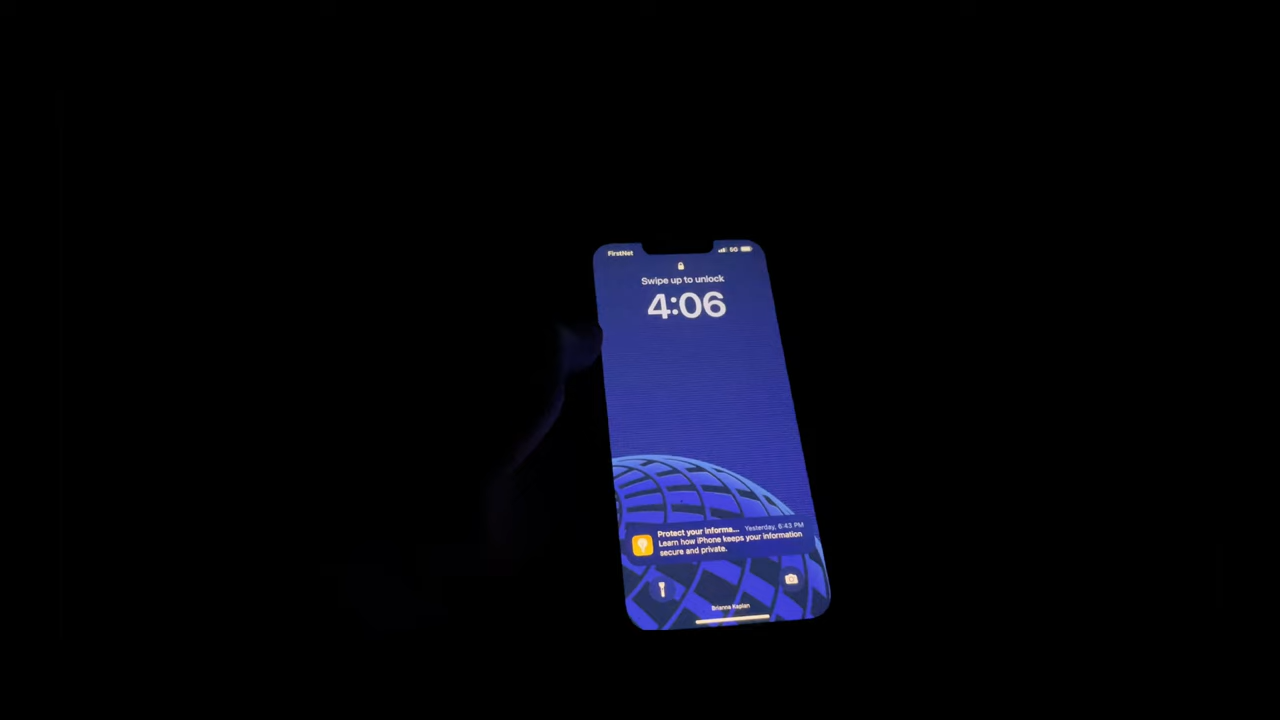 FirstNet
5G
Swipe up to unlock
4:06
Protect your informa... Yesterday, 6:43 PM
Learn how iPhone keeps your information
secure and private.
Brianna Kaplan